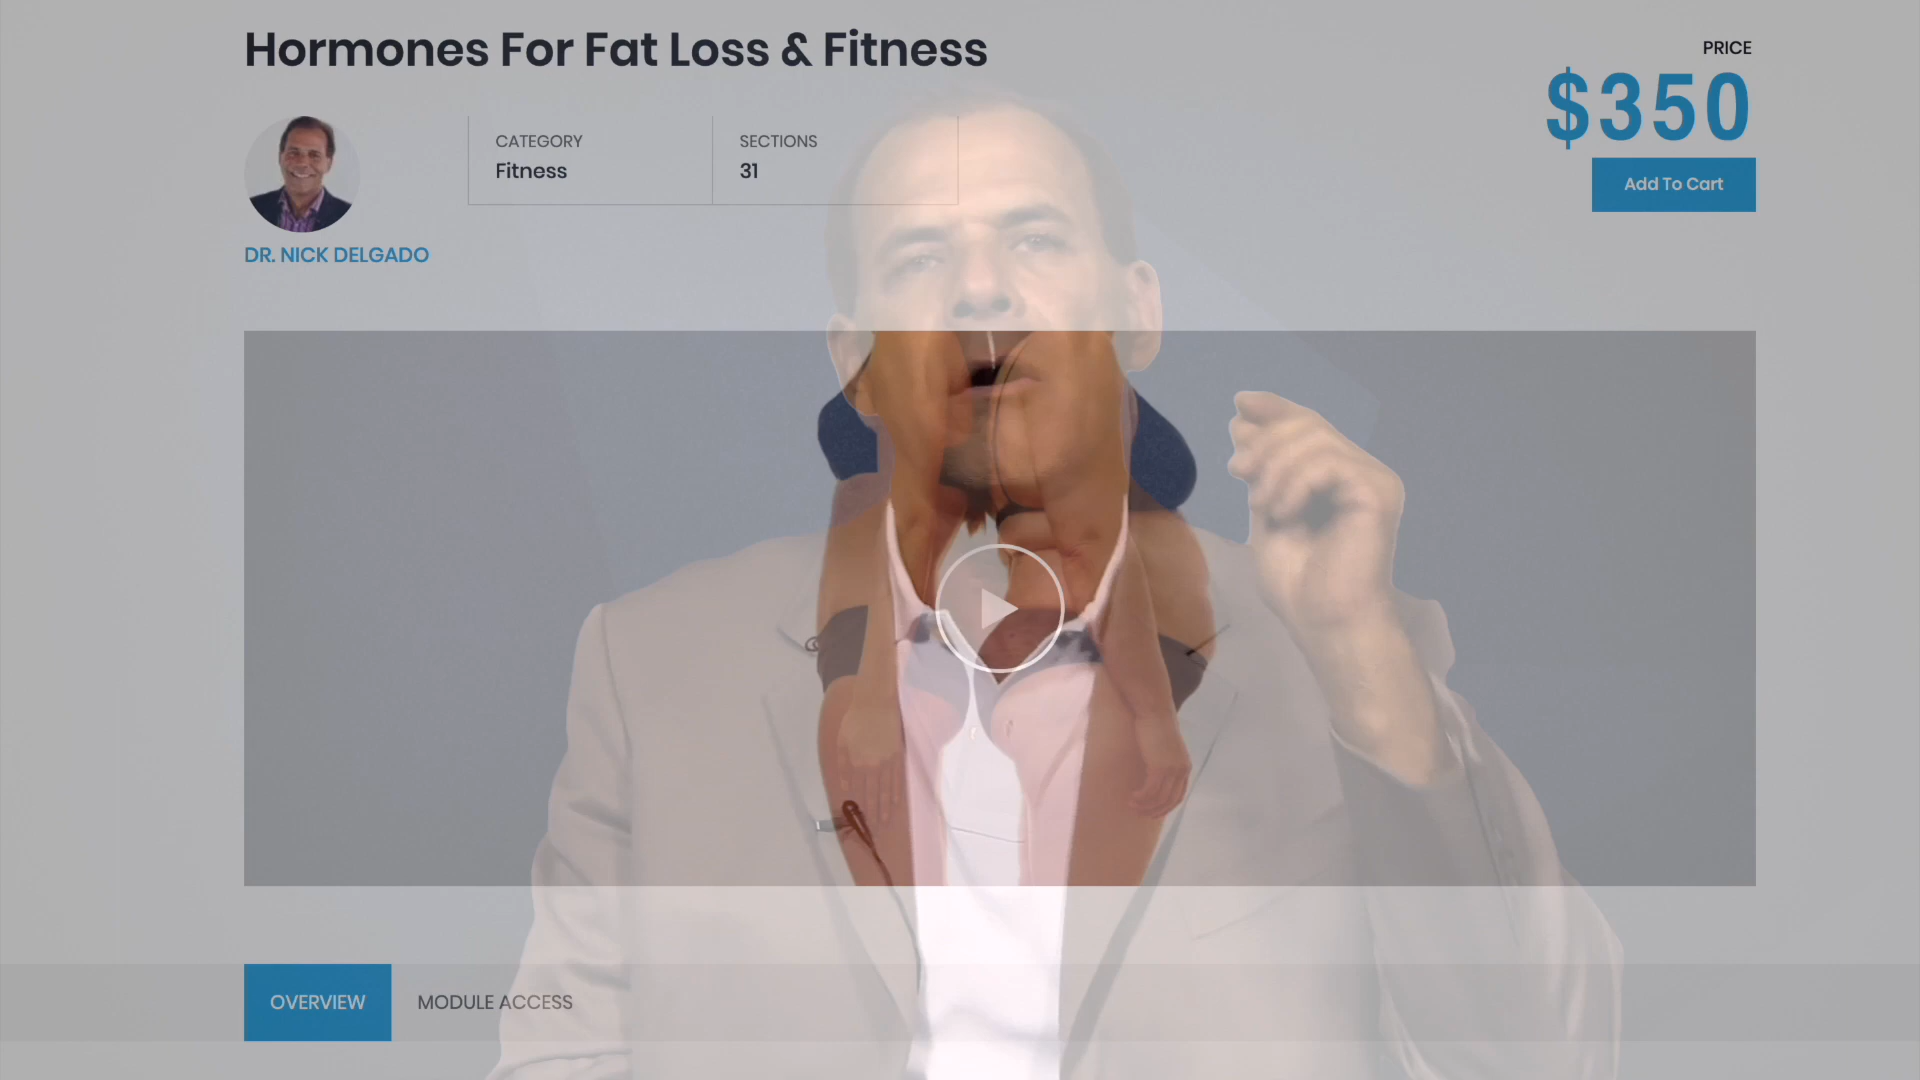 Hormones For Fat Loss & Fitness
PRICE
$350
Add To Cart
CATEGORY
Fitness
SECTIONS
31
DR. NICK DELGADO
OVERVIEW
MODULE ACCESS